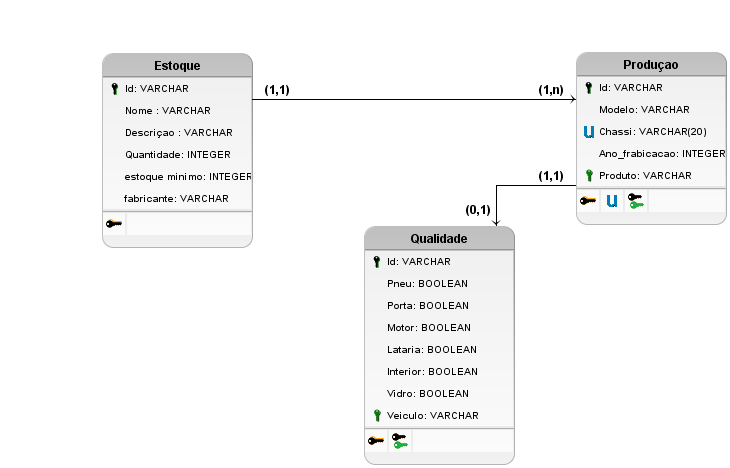 Estoque
Id: VARCHAR
Nome : VARCHAR
Descriçao : VARCHAR
Quantidade: INTEGER
estoque minimo: INTEGER
fabricante: VARCHAR
(1,1)
(1,n)
Produçao
Id: VARCHAR
Modelo: VARCHAR
U Chassi: VARCHAR(20)
Ano_frabicacao: INTEGER
Produto: VARCHAR
U
(1,1)
(0,1)
Qualidade
Id: VARCHAR
Pneu: BOOLEAN
Porta: BOOLEAN
Motor: BOOLEAN
Lataria: BOOLEAN
Interior: BOOLEAN
Vidro: BOOLEAN
Veiculo: VARCHAR